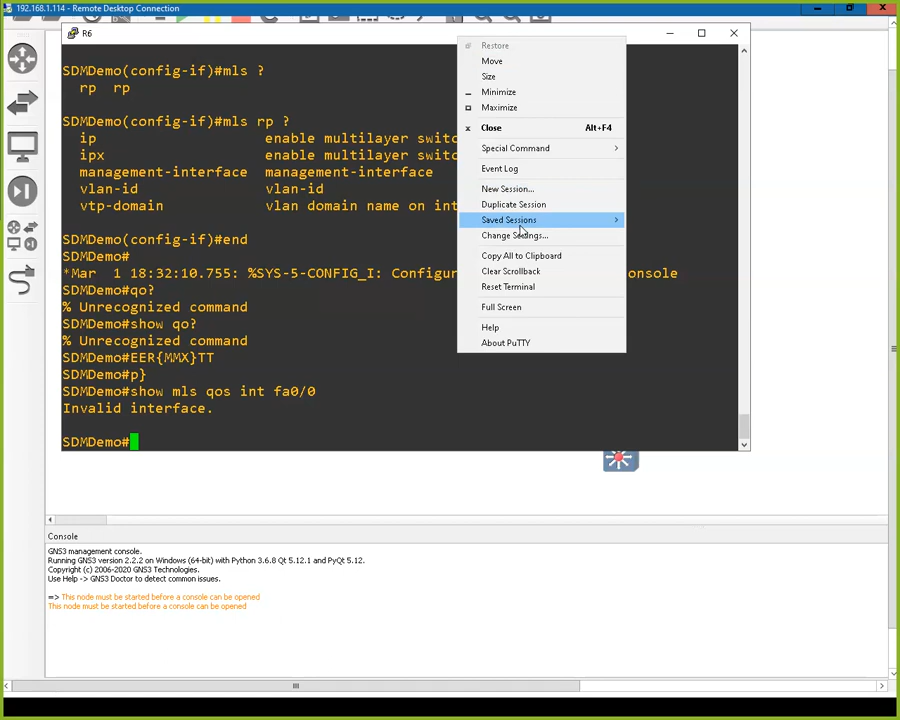 192.168.1.114 - Remote Desktop Connection
R6
SDMDemo(config-if)#mls ?
rp rp
SDMDemo(config-if)#mls rp ?
ip enable multilayer switc
ipx enable multilayer switc
management-interface management-interface
vlan-id vlan-id
vtp-domain vlan domain name on int
SDMDemo(config-if)#end
SDMDemo#
*Mar 1 18:32:10.755: %SYS-5-CONFIG_I: Configur onsole
SDMDemo#qo?
% Unrecognized command
SDMDemo#show qo?
% Unrecognized command
SDMDemo#EER{MMX}TT
SDMDemo#p}
SDMDemo#show mls qos int fa0/0
Invalid interface.
SDMDemo#
Restore
Move
Size
Minimize
Maximize
Close Alt+F4
Special Command
Event Log
New Session...
Duplicate Session
Saved Sessions
Change Settings...
Copy All to Clipboard
Clear Scrollback
Reset Terminal
Full Screen
Help
About PuTTY
Console
GNS3 management console.
Running GNS3 version 2.2.2 on Windows (64-bit) with Python 3.6.8 Qt 5.12.1 and PyQt 5.12.
Copyright (c) 2006-2020 GNS3 Technologies.
Use Help -> GNS3 Doctor to detect common issues.
=> This node must be started before a console can be opened
This node must be started before a console can be opened